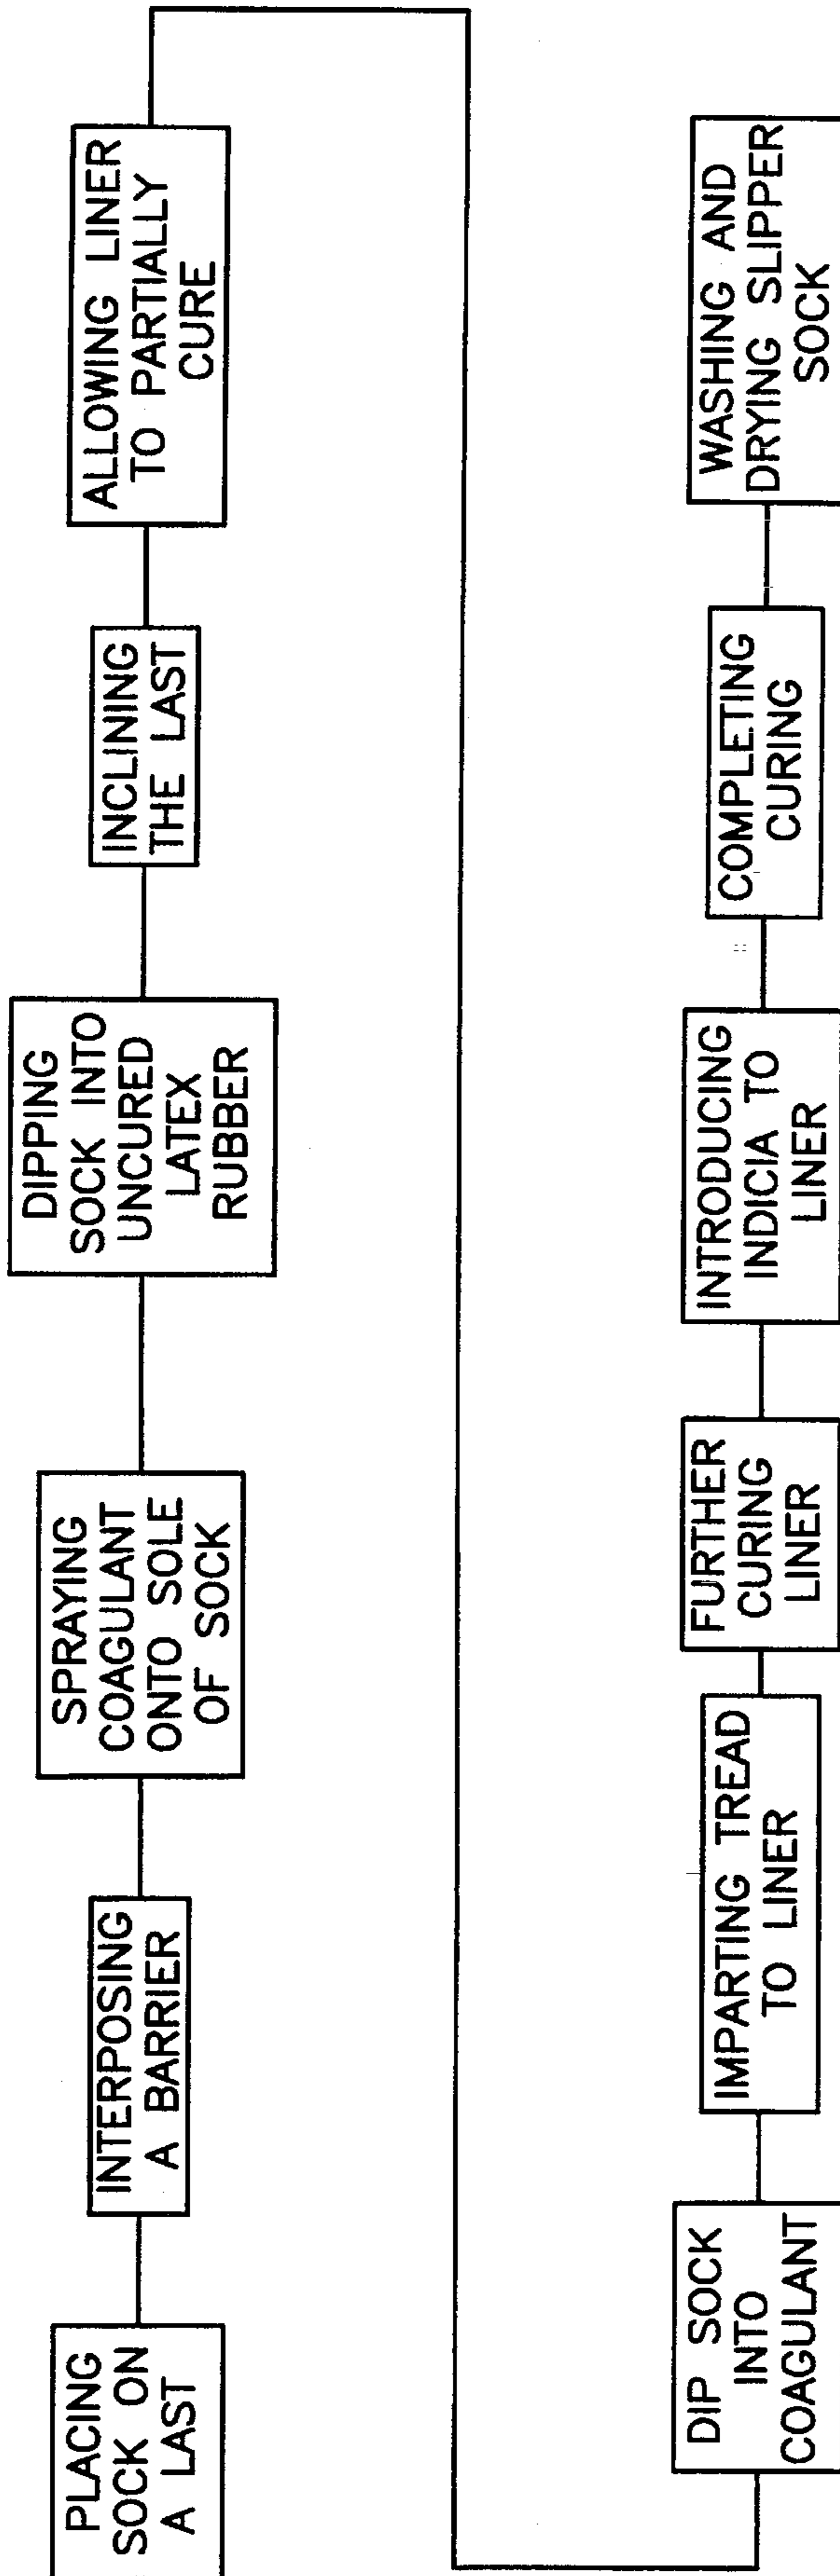 PLACING
SOCK ON
A LAST
INTERPOSING
A BARRIER
SPRAYING
COAGULANT
ONTO SOLE
OF SOCK
DIPPING
SOCK INTO
UNCURED
LATEX
RUBBER
INCLINING
THE LAST
ALLOWING LINER
TO PARTIALLY
CURE
DIP SOCK
INTO
COAGULANT
IMPARTING TREAD
TO LINER
FURTHER
CURING
LINER
INTRODUCING
INDICIA TO
LINER
COMPLETING
CURING
WASHING AND
DRYING SLIPPER
SOCK